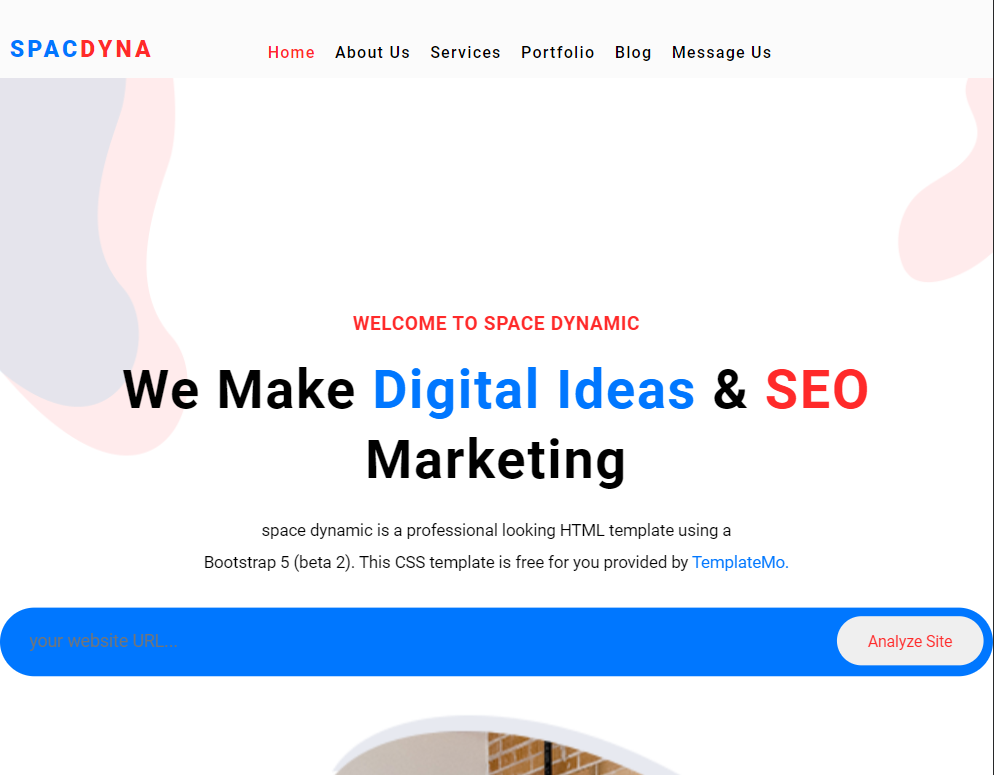 SPACDYNA
Home About Us Services Portfolio Blog Message Us
WELCOME TO SPACE DYNAMIC
We Make Digital Ideas & SEO
Marketing
space dynamic is a professional looking HTML template using a
Bootstrap 5 (beta 2). This CSS template is free for you provided by TemplateMo.
your website URL... Analyze Site